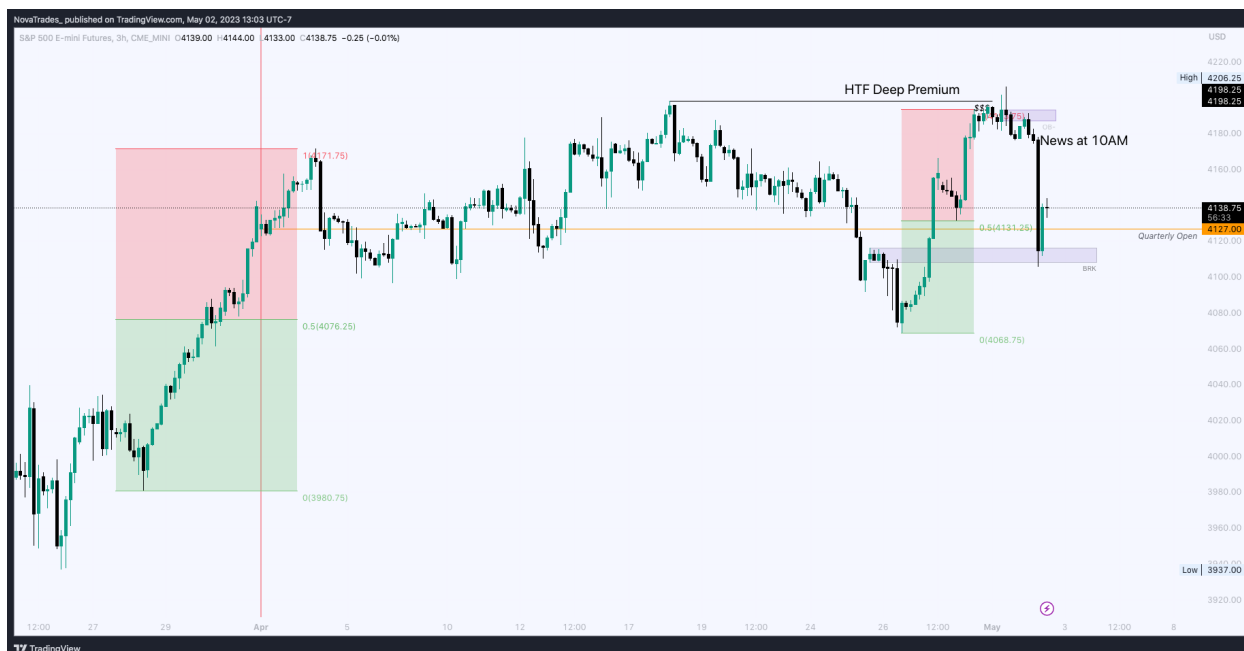 NovaTrades_ published on TradingView.com, May 02, 2023 13:03 UTC-7
S&P 500 E-mini Futures, 3h, CME_MINI O4139.00 H4144.00 L4133.00 C4138.75 −0.25 (−0.01%)
USD
4220.00
High 4206.25
4198.25
4198.25
HTF Deep Premium
$$$
4180.00
News at 10AM
1(4171.75)
4160.00
4138.75
56:33
0.5(4131.25)
4127.00
Quarterly Open
4120.00
BRK
4100.00
4080.00
0.5(4076.25)
0(4068.75)
4060.00
4040.00
4020.00
4000.00
0(3980.75)
3980.00
3960.00
3940.00
Low 3937.00
3920.00
12:00 27 29 Apr 5 10 12 12:00 17 19 12:00 24 26 12:00 May 3 12:00 8
TradingView